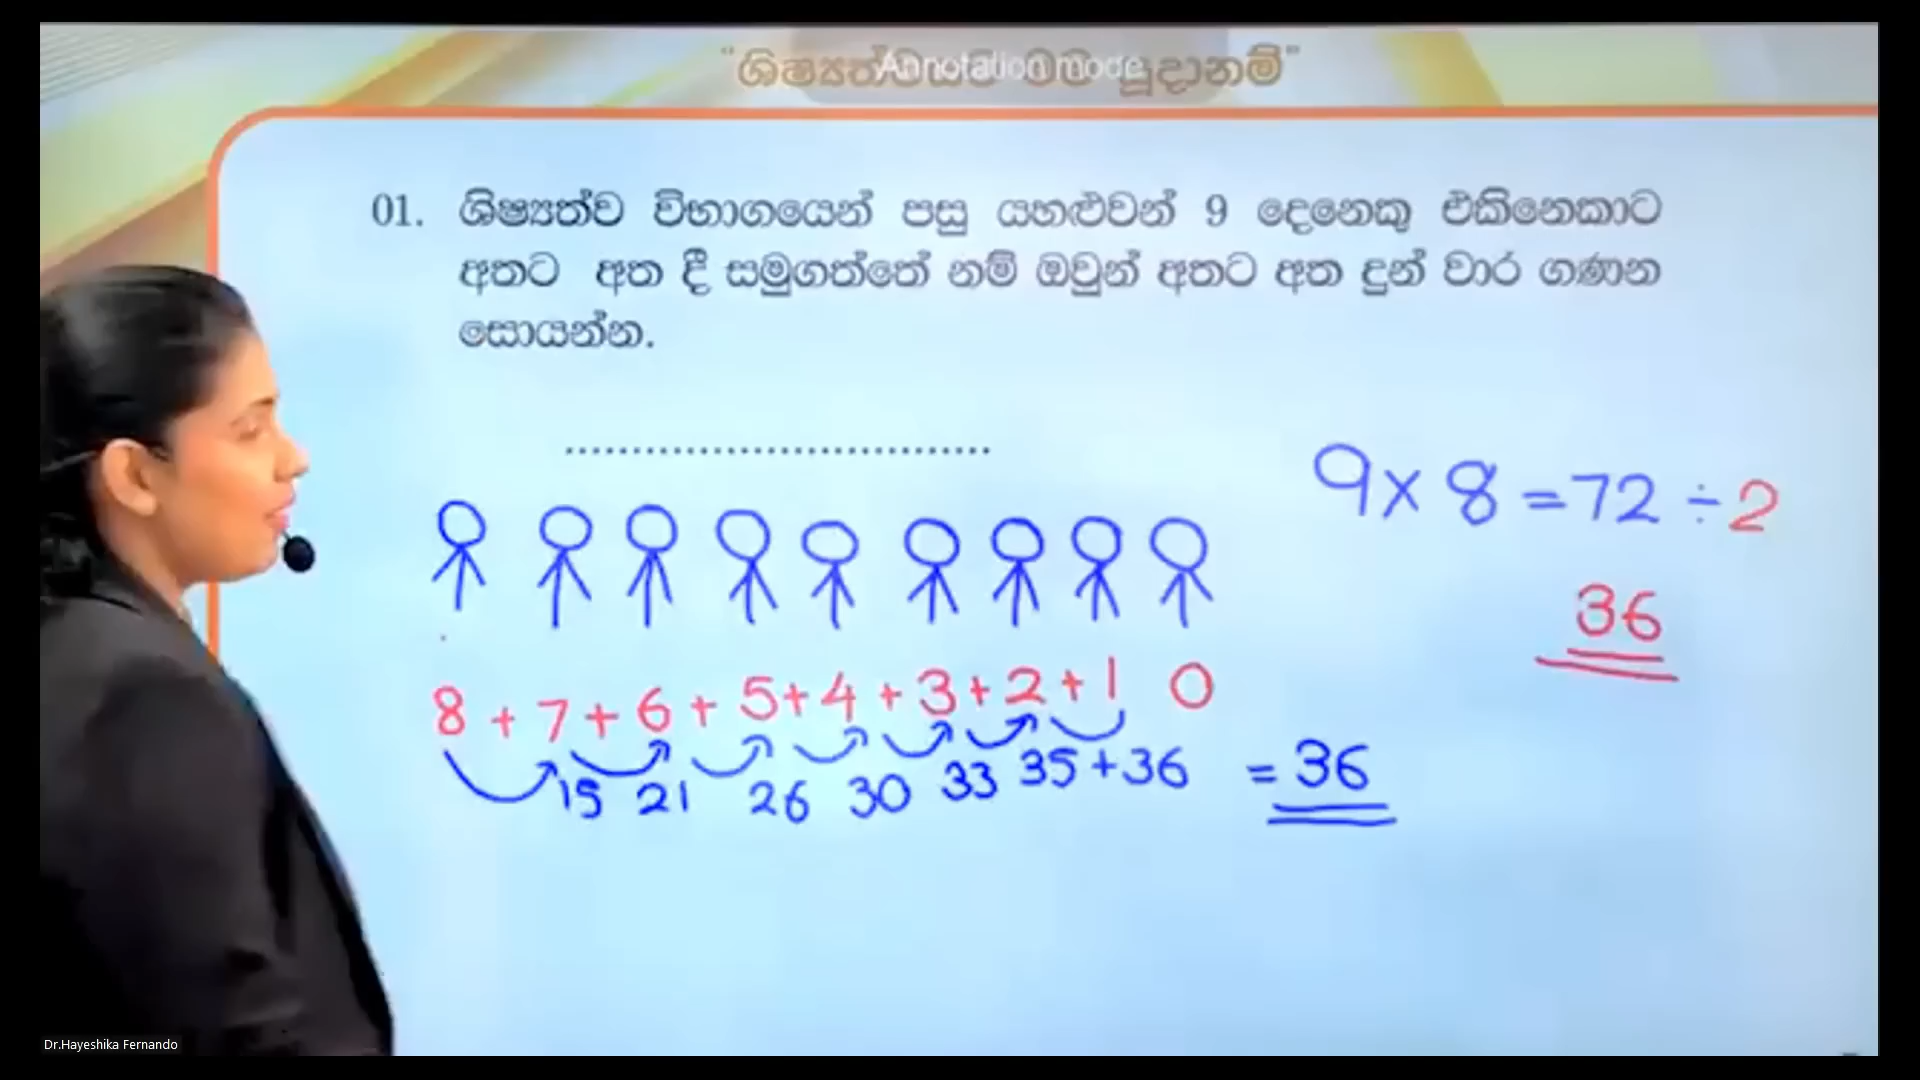 "ශිෂ්‍යත්වයට මම සූදානම්"
Annotation mode
01. ශිෂ්‍යත්ව විභාගයෙන් පසු යහළුවන් 9 දෙනෙකු එකිනෙකාට
අතට අත දී සමුගත්තේ නම් ඔවුන් අතට අත දුන් වාර ගණන
සොයන්න.
9 x 8 = 72 ÷ 2
36
8 + 7 + 6 + 5 + 4 + 3 + 2 + 1 0
15 21 26 30 33 35 + 36 = 36
Dr.Hayeshika Fernando